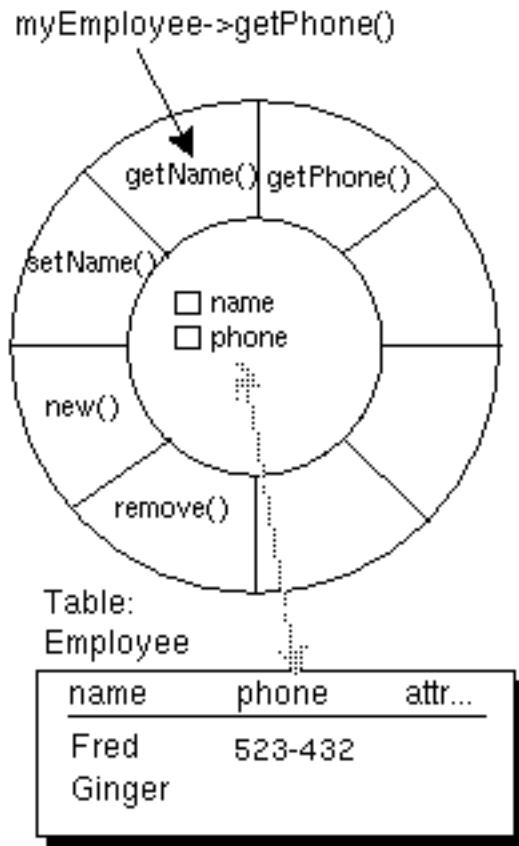 myEmployee->getPhone()
getName() getPhone()
setName()
name
phone
new()
remove()
Table:
Employee
name phone attr...
Fred 523-432
Ginger